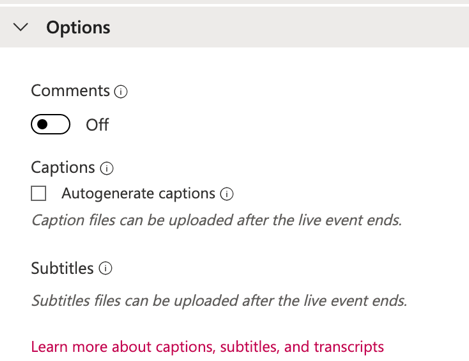 Options
Comments
Off
Captions
Autogenerate captions
Caption files can be uploaded after the live event ends.
Subtitles
Subtitles files can be uploaded after the live event ends.
Learn more about captions, subtitles, and transcripts